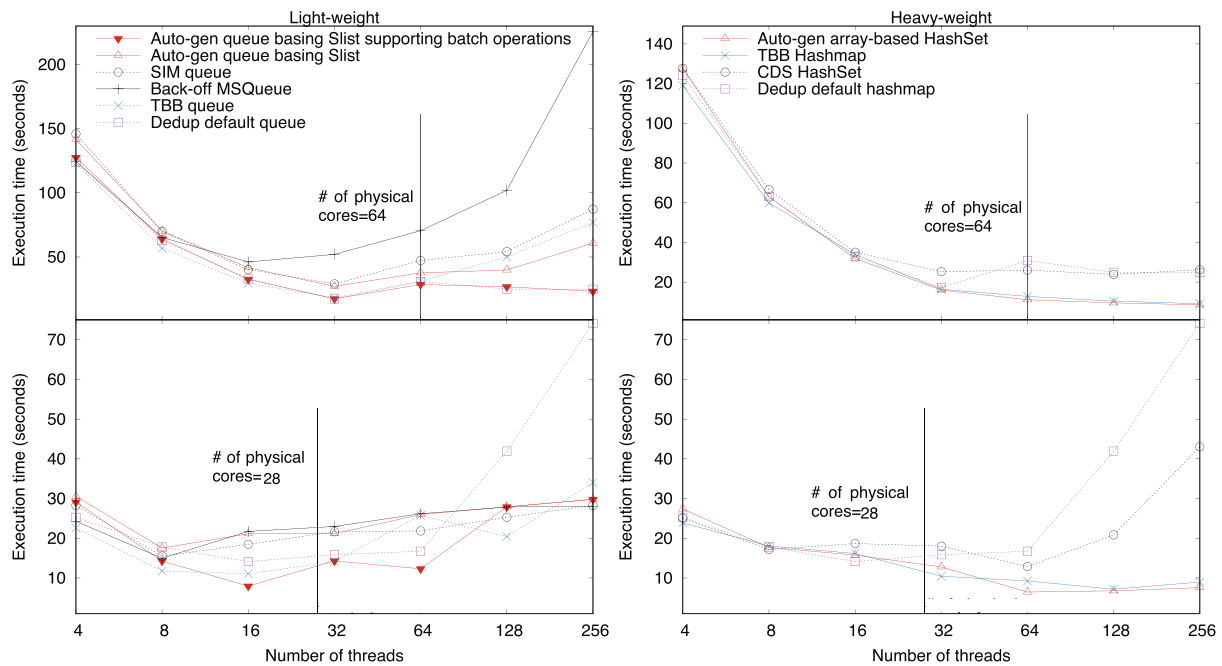 Light-weight
Auto-gen queue basing Slist supporting batch operations
Auto-gen queue basing Slist
SIM queue
Back-off MSQueue
TBB queue
Dedup default queue
# of physical
cores=64
Execution time (seconds)
200
150
100
50
Heavy-weight
Auto-gen array-based HashSet
TBB Hashmap
CDS HashSet
Dedup default hashmap
# of physical
cores=64
Execution time (seconds)
140
120
100
80
60
40
20
# of physical
cores=28
Execution time (seconds)
70
60
50
40
30
20
10
4 8 16 32 64 128 256
Number of threads
# of physical
cores=28
Execution time (seconds)
70
60
50
40
30
20
10
4 8 16 32 64 128 256
Number of threads